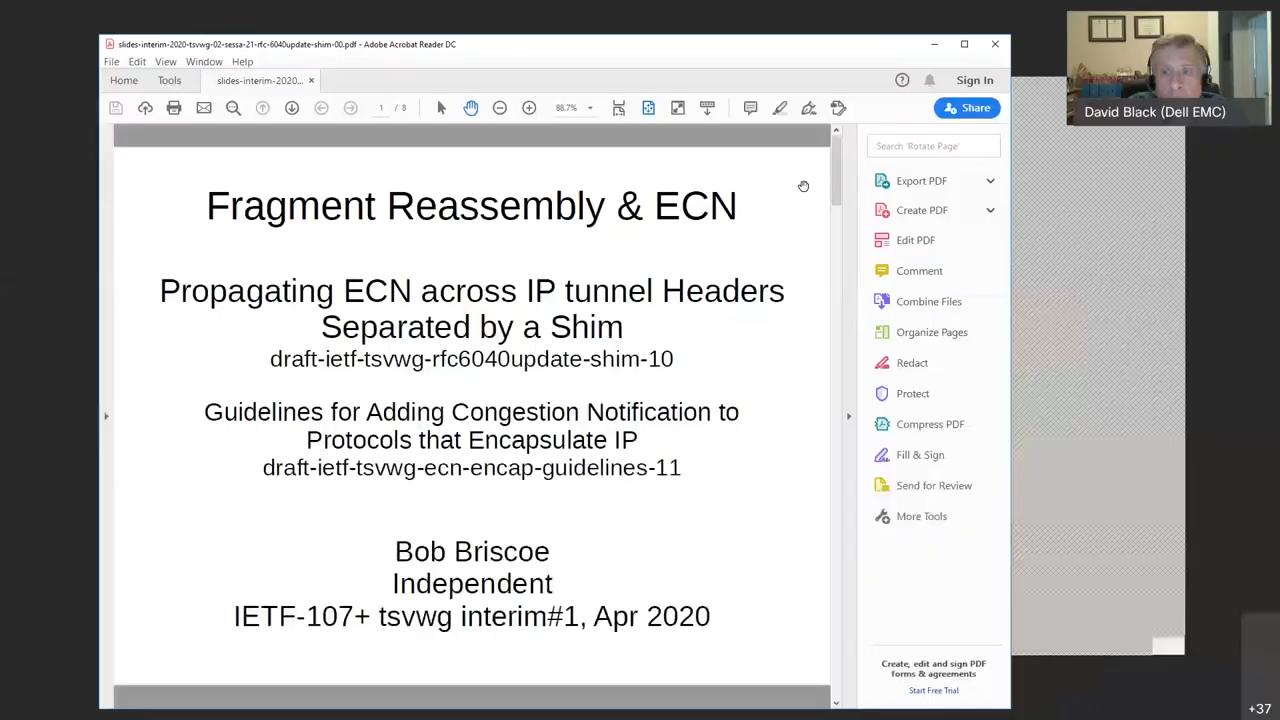 slides-interim-2020-tsvwg-02-sessa-21-rfc-6040update-shim-00.pdf - Adobe Acrobat Reader DC
File Edit View Window Help
Home Tools slides-interim-2020... × Sign In
1 / 8 88.7% Share
Fragment Reassembly & ECN
Propagating ECN across IP tunnel Headers
Separated by a Shim
draft-ietf-tsvwg-rfc6040update-shim-10
Guidelines for Adding Congestion Notification to
Protocols that Encapsulate IP
draft-ietf-tsvwg-ecn-encap-guidelines-11
Bob Briscoe
Independent
IETF-107+ tsvwg interim#1, Apr 2020
Search 'Rotate Page'
Export PDF
Create PDF
Edit PDF
Comment
Combine Files
Organize Pages
Redact
Protect
Compress PDF
Fill & Sign
Send for Review
More Tools
Create, edit and sign PDF
forms & agreements
Start Free Trial
David Black (Dell EMC)
+37